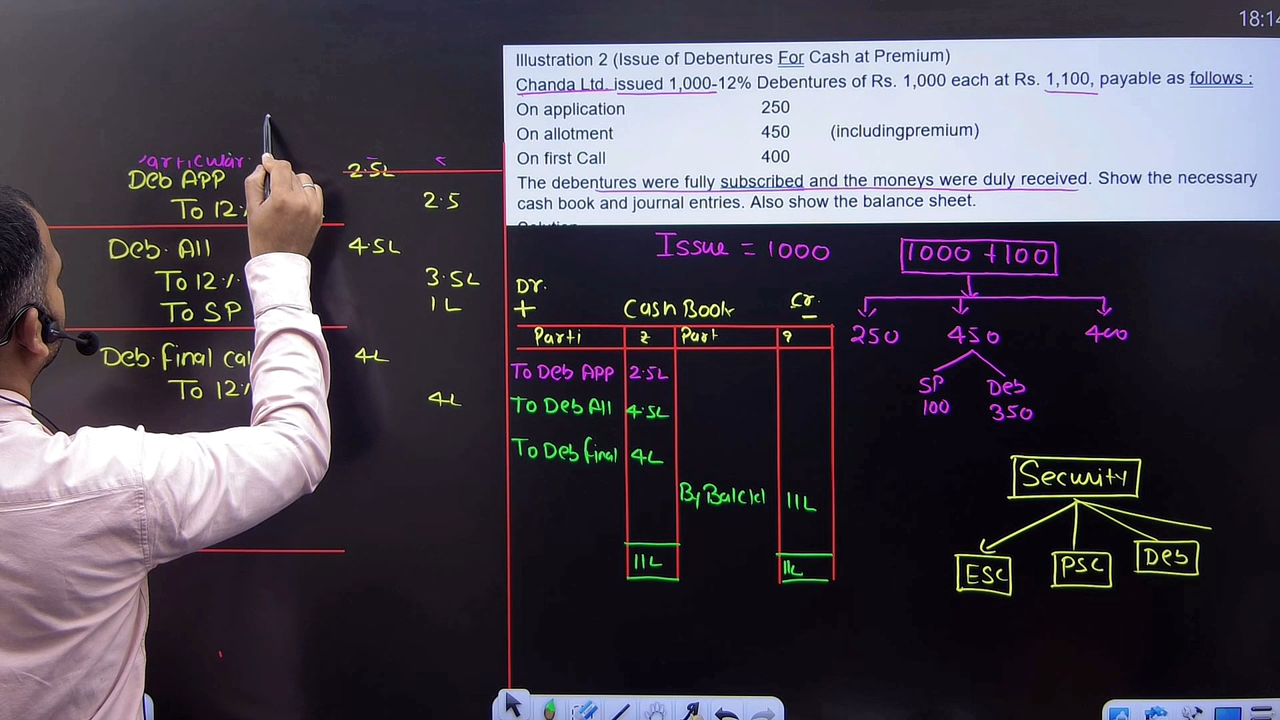 18:14
Illustration 2 (Issue of Debentures For Cash at Premium)
Chanda Ltd. issued 1,000-12% Debentures of Rs. 1,000 each at Rs. 1,100, payable as follows :
On application 250
On allotment 450 (includingpremium)
On first Call 400
The debentures were fully subscribed and the moneys were duly received. Show the necessary
cash book and journal entries. Also show the balance sheet.
articular
Deb APP 2.5L
To 12% 2.5
Deb. All 4.5L
To 12% 3.5L
To SP 1L
Deb. final cal 4L
To 12% 4L
Issue = 1000
1000 + 100
250 450 400
SP Deb
100 350
Dr. Cr.
+ Cash Book –
Parti ₹ Part ₹
To Deb App 2.5L
To Deb All 4.5L
To Deb final 4L
By Bal c/d 11L
11L 11L
Security
ESC PSC Deb